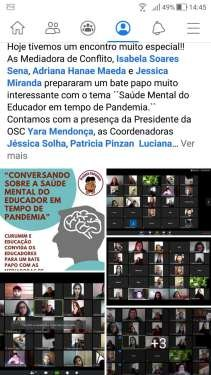 49% 14:45
Hoje tivemos um encontro muito especial!!
As Mediadora de Conflito, Isabela Soares
Sena, Adriana Hanae Maeda e Jessica
Miranda prepararam um bate papo muito
interessante com o tema ``Saúde Mental do
Educador em tempo de Pandemia.``
Contamos com a presença da Presidente da
OSC Yara Mendonça, as Coordenadoras
Jéssica Solha, Patricia Pinzan Luciana… Ver
mais
“CONVERSANDO
SOBRE A SAÚDE
MENTAL DO
EDUCADOR EM
TEMPO DE
PANDEMIA”
CURUMIM E
EDUCAÇÃO
CONVIDA OS
EDUCADORES
PARA UM BATE
PAPO COM AS
+3